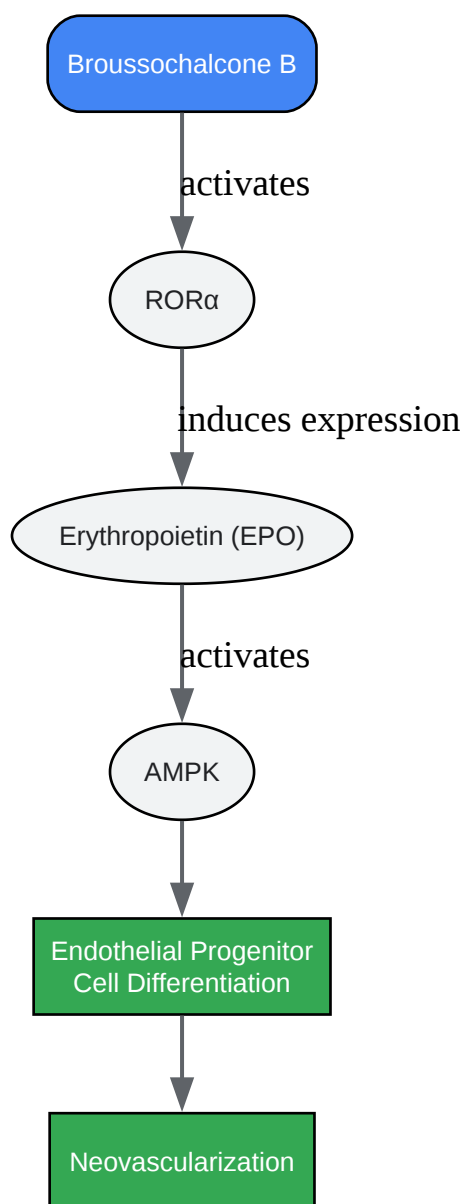 Broussochalcone B
activates
RORα
induces expression
Erythropoietin (EPO)
activates
AMPK
Endothelial Progenitor
Cell Differentiation
Neovascularization